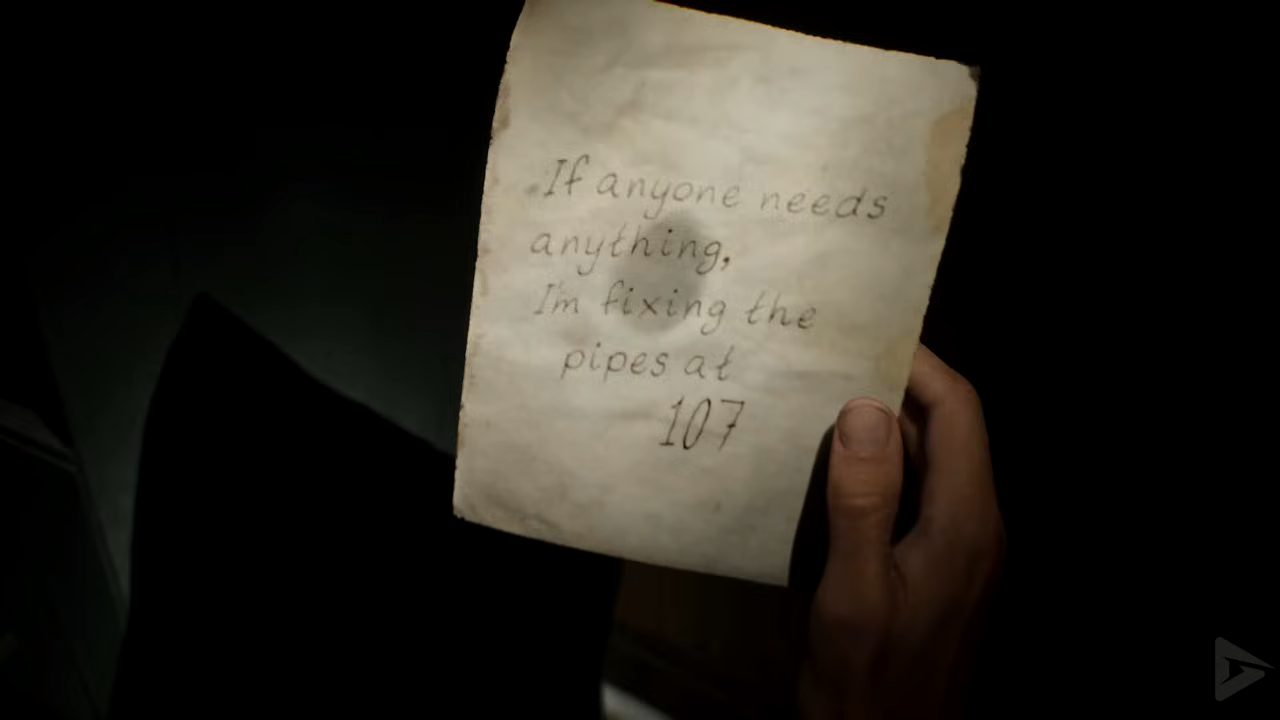 If anyone needs
anything,
I'm fixing the
pipes at
107